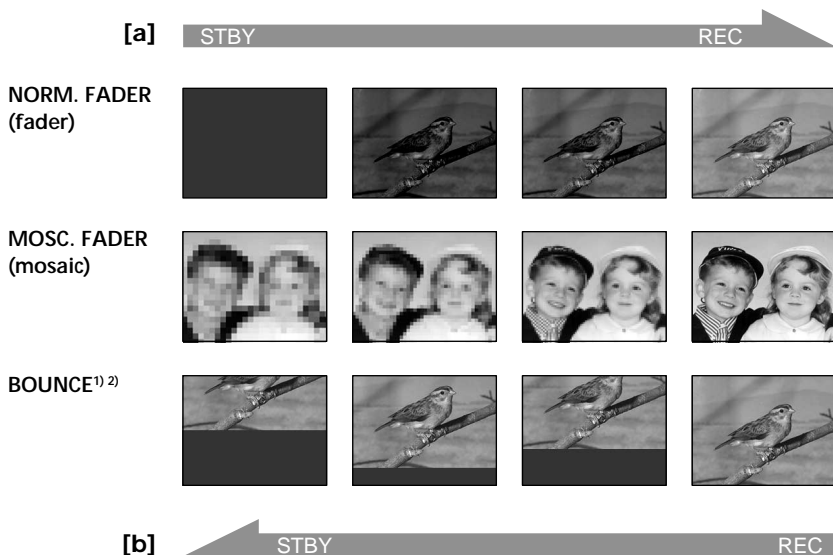 [a] STBY REC
NORM. FADER
(fader)
MOSC. FADER
(mosaic)
BOUNCE1) 2)
[b] STBY REC